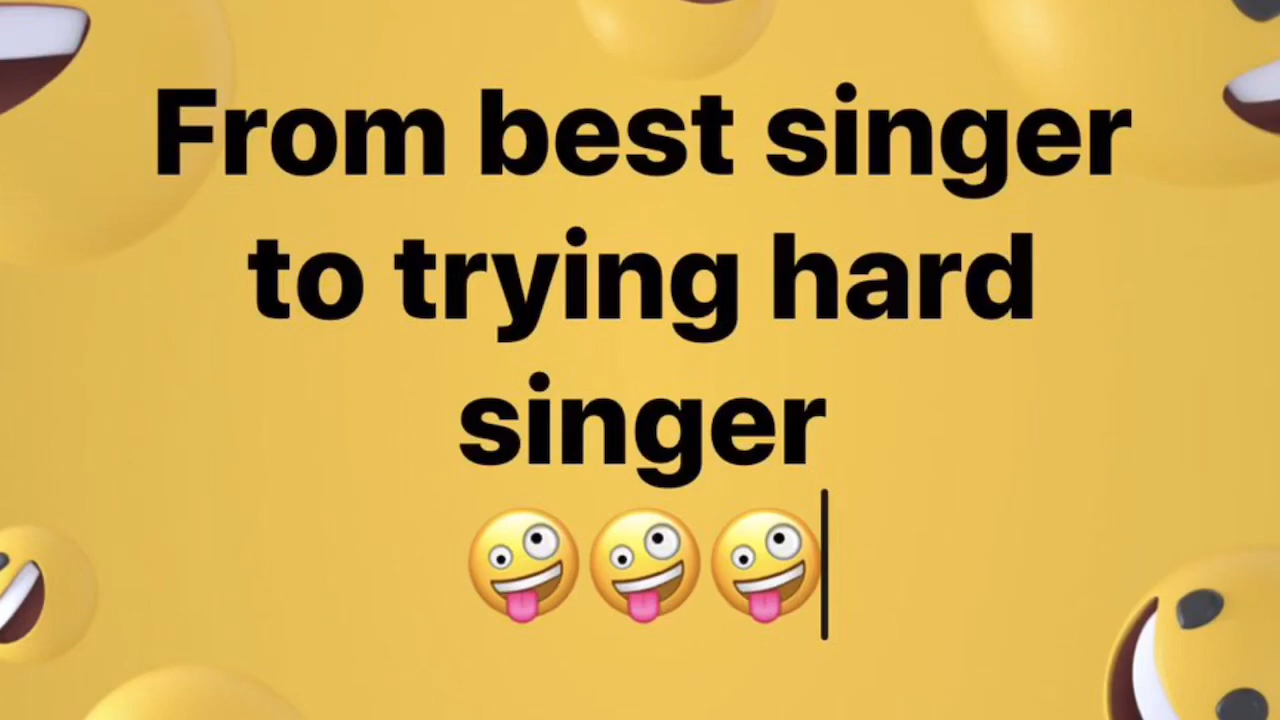 From best singer
to trying hard
singer
🤪🤪🤪